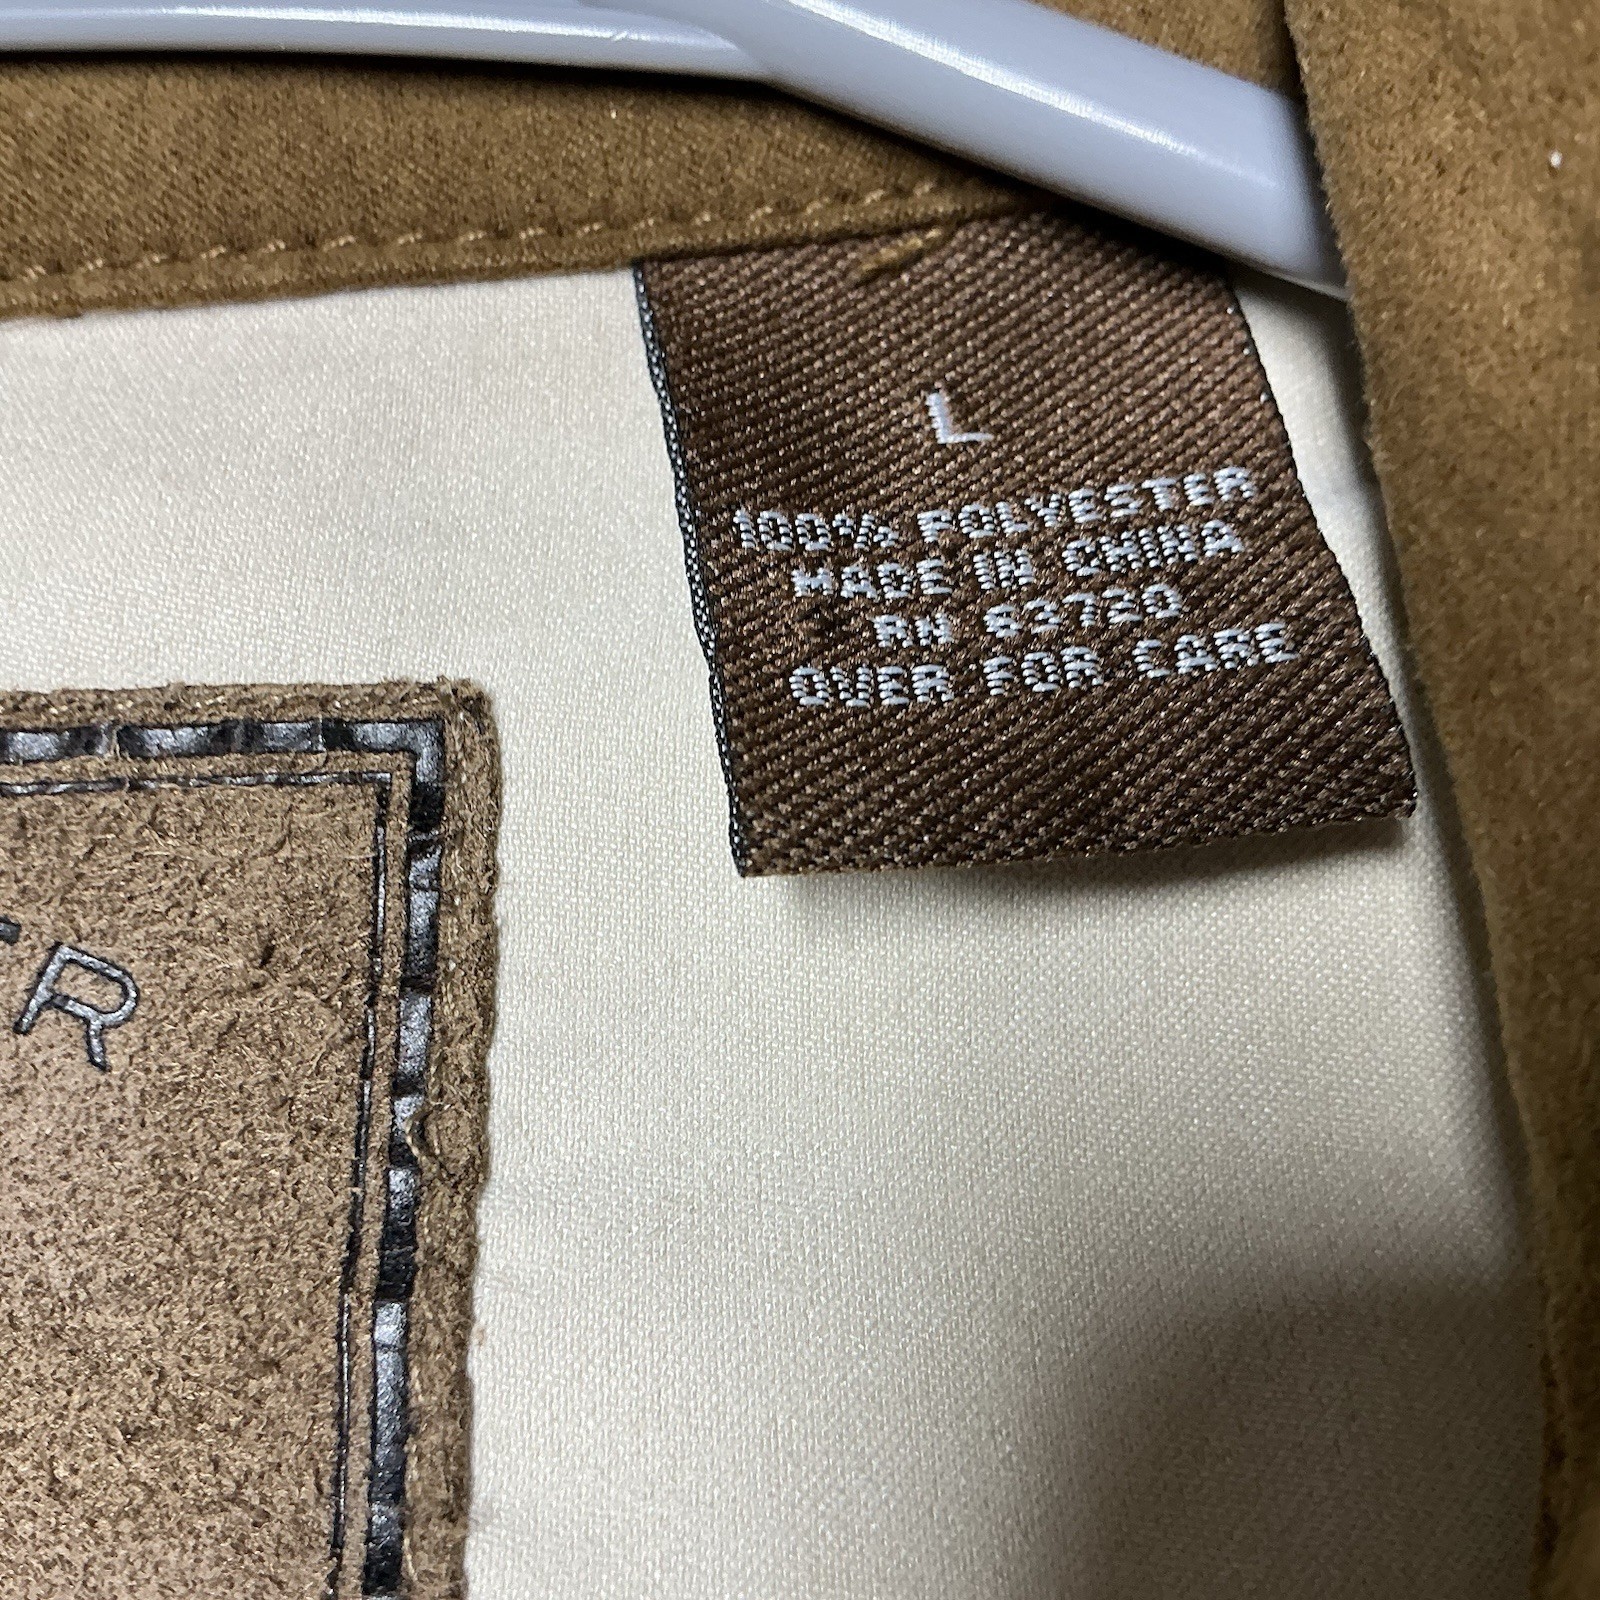 L
100% POLYESTER
MADE IN CHINA
RN 63720
OVER FOR CARE
R